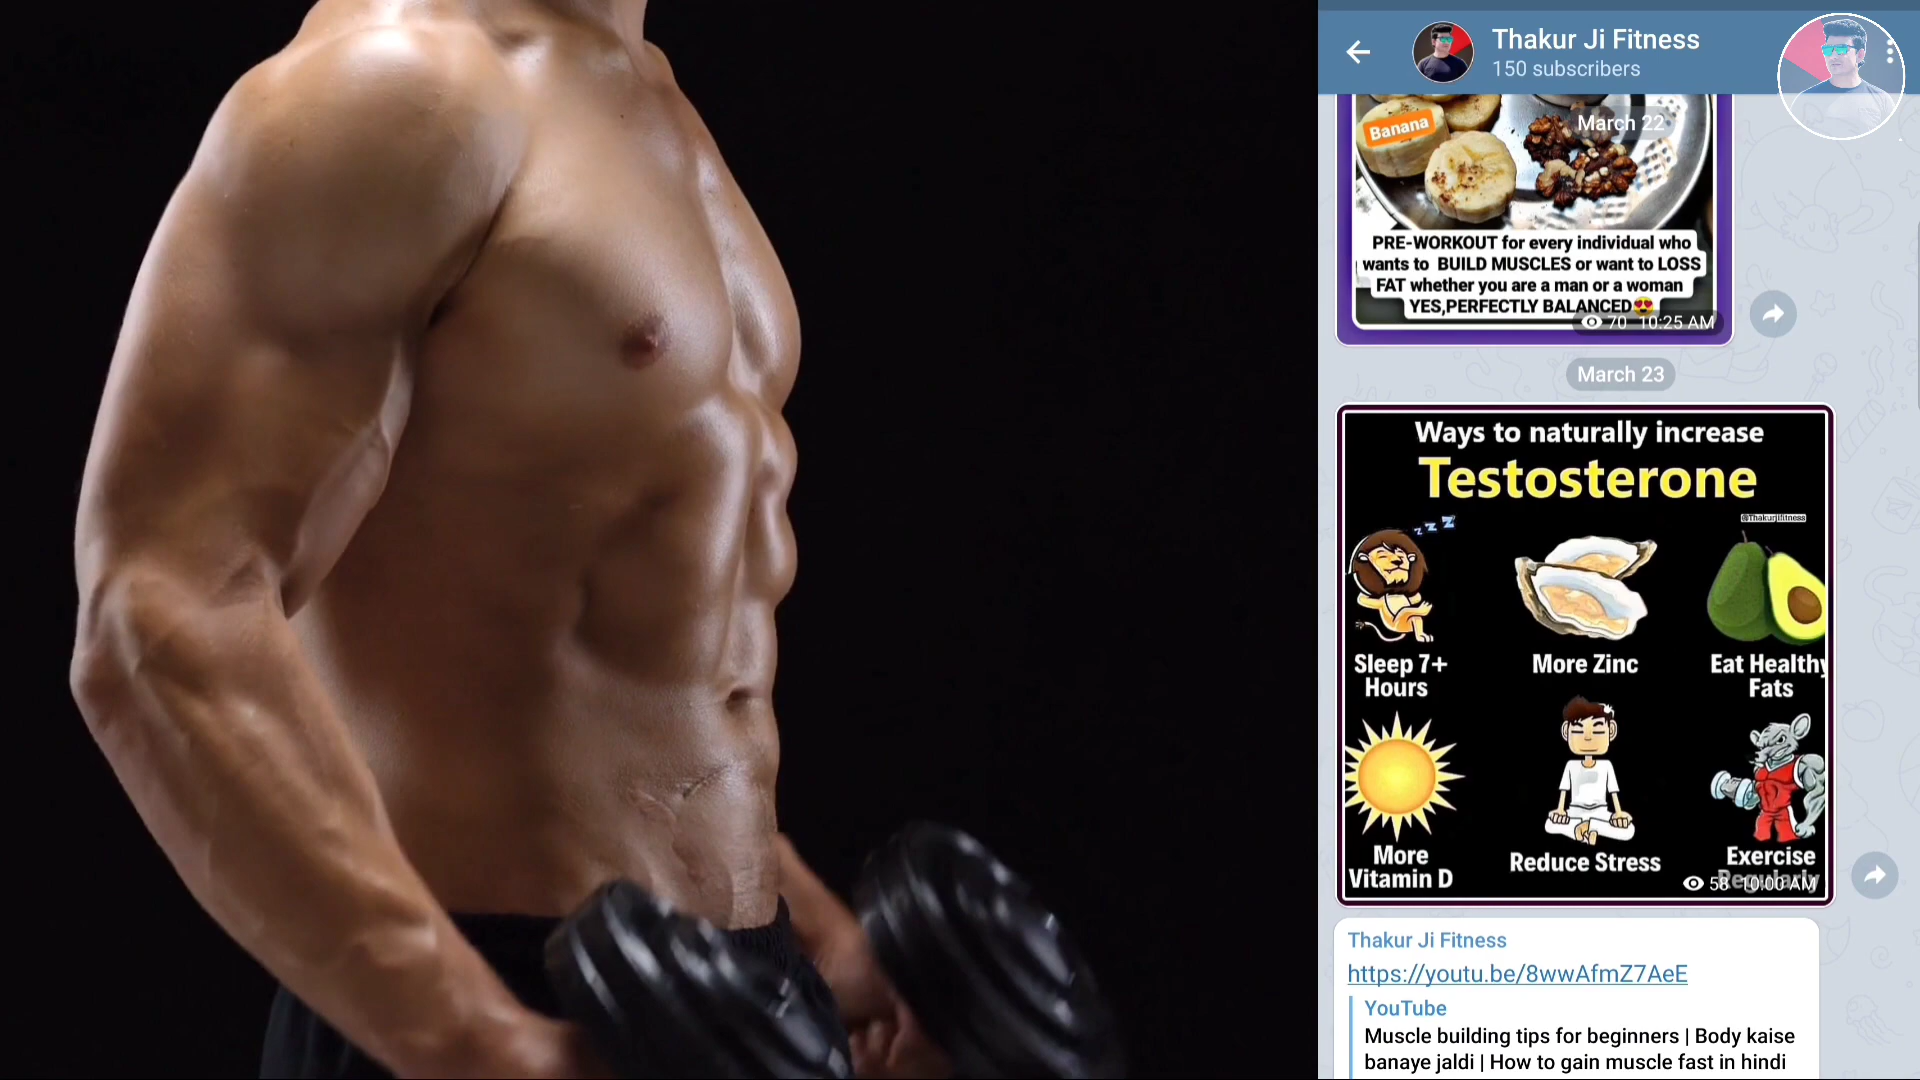 Thakur Ji Fitness
150 subscribers
March 22
Banana
PRE-WORKOUT for every individual who
wants to BUILD MUSCLES or want to LOSS
FAT whether you are a man or a woman
YES,PERFECTLY BALANCED😍
70 10:25 AM
March 23
Ways to naturally increase
Testosterone
@Thakurjifitness
z z z
Sleep 7+
Hours
More Zinc
Eat Healthy
Fats
More
Vitamin D
Reduce Stress
Exercise
Regularly
58 10:00 AM
Thakur Ji Fitness
https://youtu.be/8wwAfmZ7AeE
YouTube
Muscle building tips for beginners | Body kaise
banaye jaldi | How to gain muscle fast in hindi